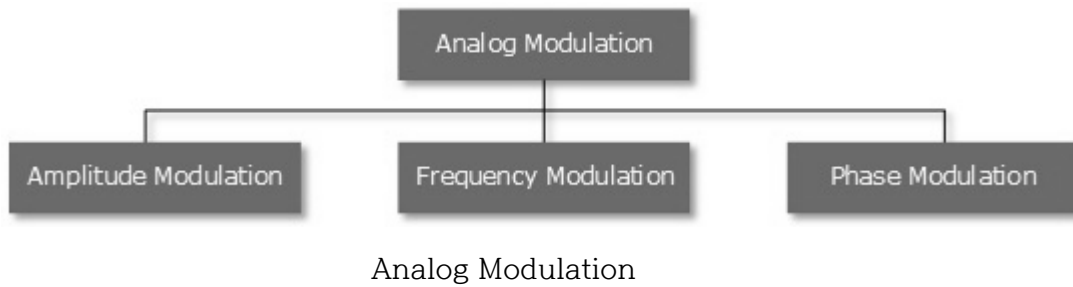 Analog Modulation
Amplitude Modulation
Frequency Modulation
Phase Modulation
Analog Modulation